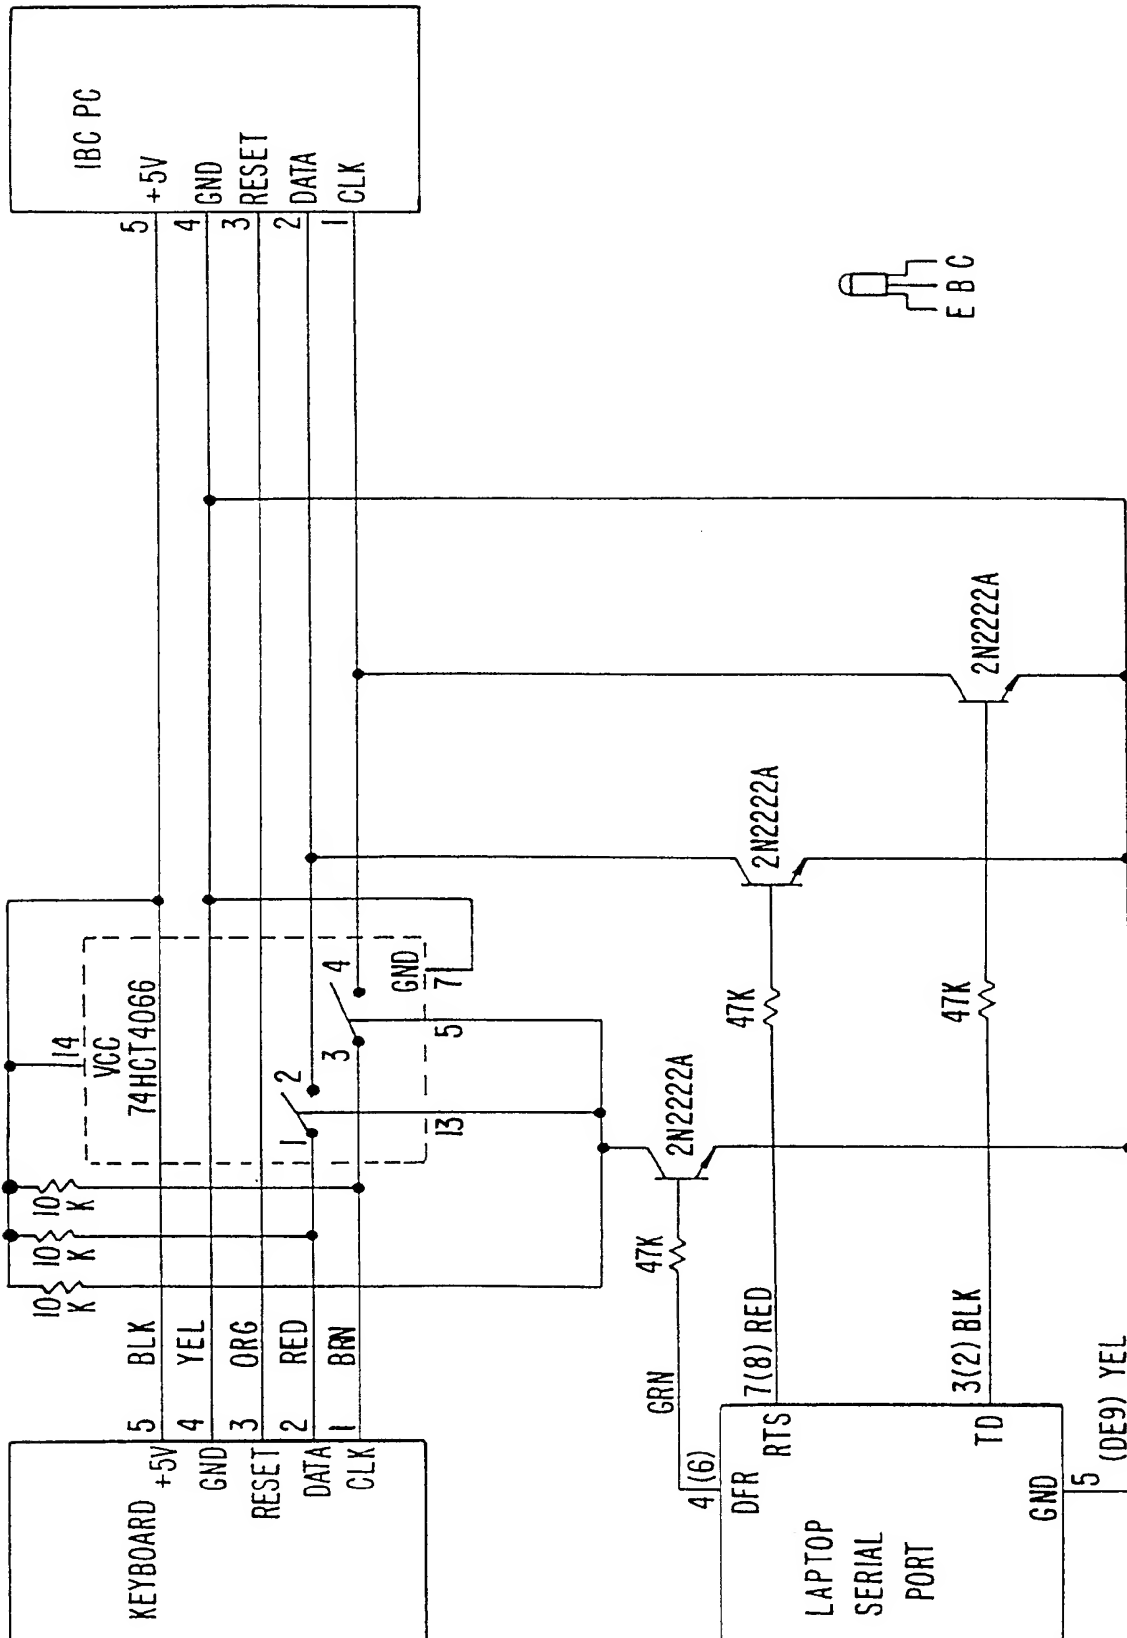 IBC PC
+5V
GND
RESET
DATA
CLK
5
4
3
2
1
E B C
14
VCC
74HCT4066
1
2
3
4
GND
7
13
5
10
K
10
K
10
K
2N2222A
2N2222A
2N2222A
47K
47K
47K
5 BLK
4 YEL
3 ORG
2 RED
1 BRN
KEYBOARD
+5V
GND
RESET
DATA
CLK
GRN
7(8) RED
3(2) BLK
4 (6)
DFR
RTS
TD
GND
5
(DE9) YEL
LAPTOP
SERIAL
PORT